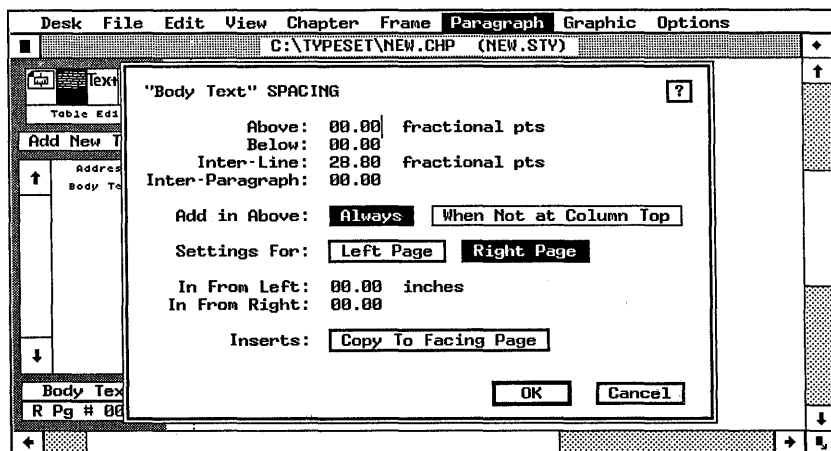 Desk File Edit View Chapter Frame Paragraph Graphic Options
C:\TYPESET\NEW.CHP (NEW.STY)
Text
Table Edi
Add New T
Addres
Body Te
Body Tex
R Pg # 00
"Body Text" SPACING ?
Above: 00.00 fractional pts
Below: 00.00
Inter-Line: 28.80 fractional pts
Inter-Paragraph: 00.00
Add in Above: Always When Not at Column Top
Settings For: Left Page Right Page
In From Left: 00.00 inches
In From Right: 00.00
Inserts: Copy To Facing Page
OK Cancel